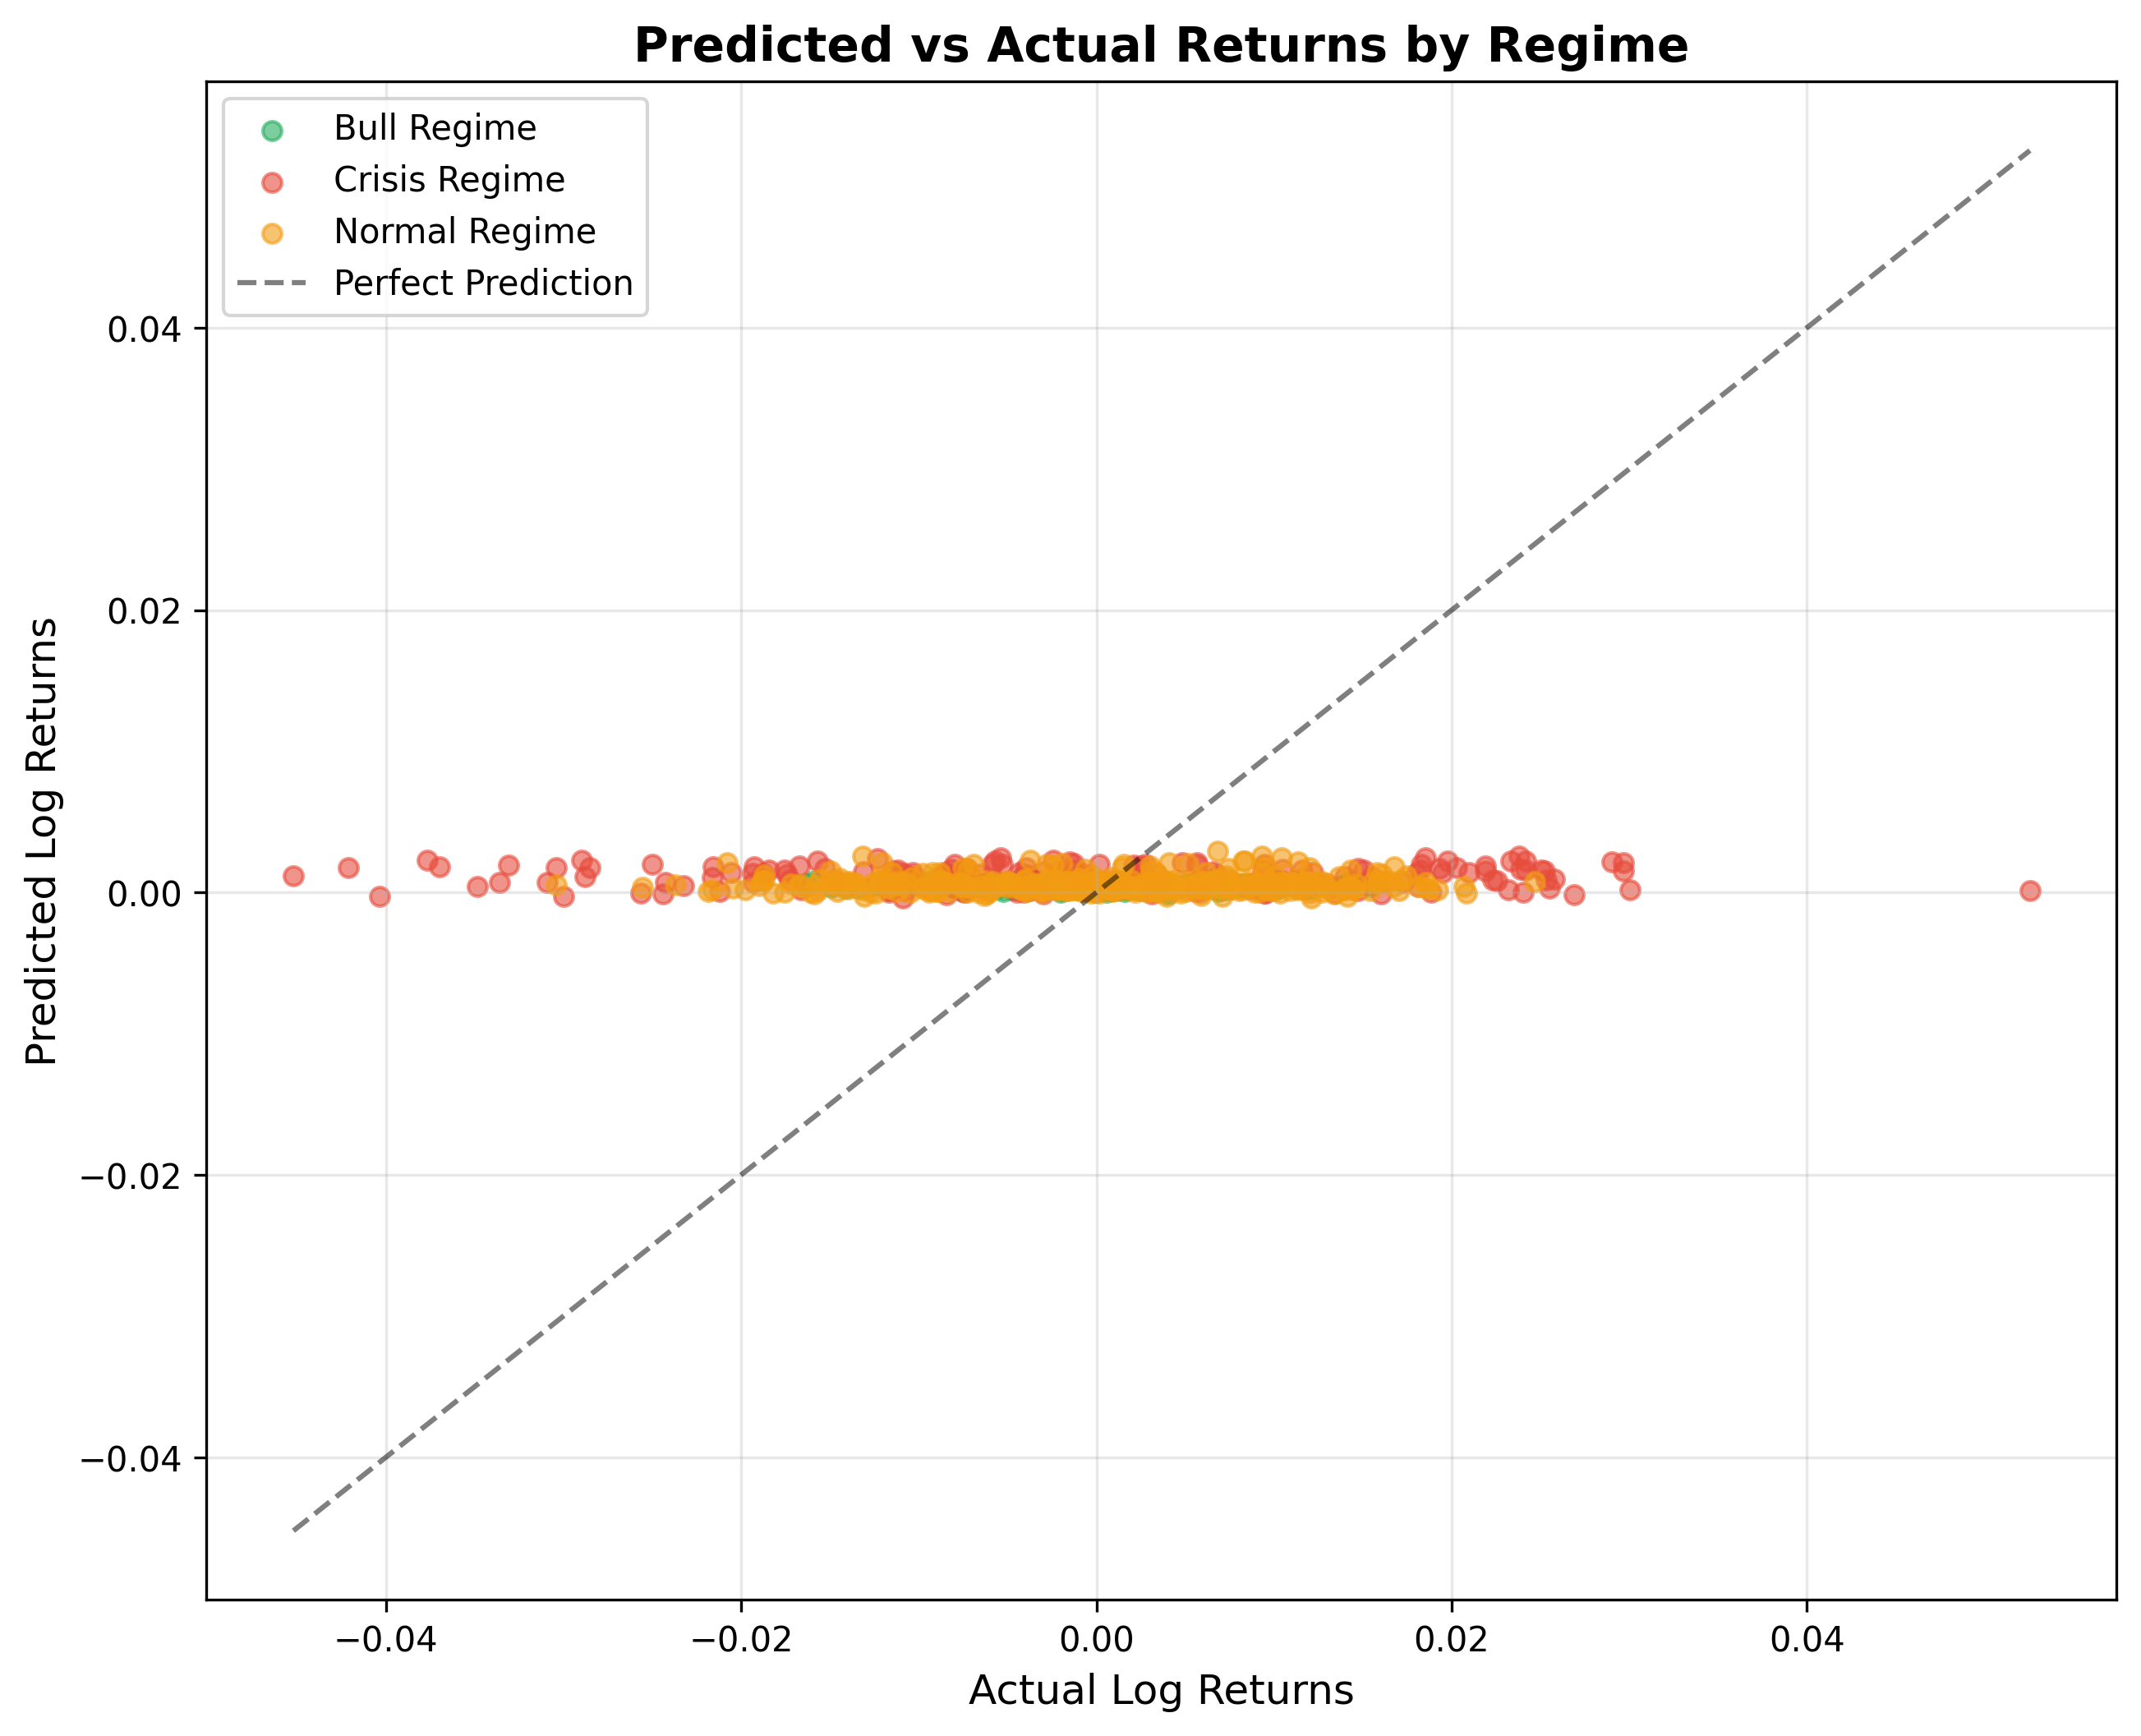 Predicted vs Actual Returns by Regime
Bull Regime
Crisis Regime
Normal Regime
Perfect Prediction
Predicted Log Returns
0.04
0.02
0.00
−0.02
−0.04
−0.04
−0.02
0.00
0.02
0.04
Actual Log Returns